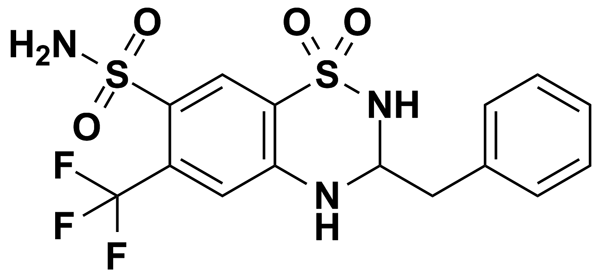 O O O
H₂N S S
O NH
F
F N
F H